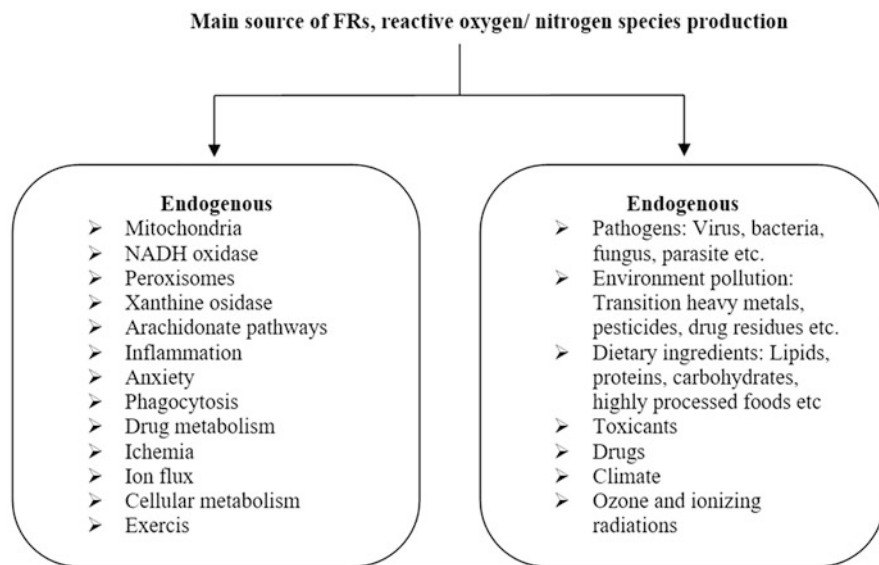 Main source of FRs, reactive oxygen/ nitrogen species production
Endogenous
Mitochondria
NADH oxidase
Peroxisomes
Xanthine osidase
Arachidonate pathways
Inflammation
Anxiety
Phagocytosis
Drug metabolism
Ichemia
Ion flux
Cellular metabolism
Exercis
Endogenous
Pathogens: Virus, bacteria,
fungus, parasite etc.
Environment pollution:
Transition heavy metals,
pesticides, drug residues etc.
Dietary ingredients: Lipids,
proteins, carbohydrates,
highly processed foods etc
Toxicants
Drugs
Climate
Ozone and ionizing
radiations